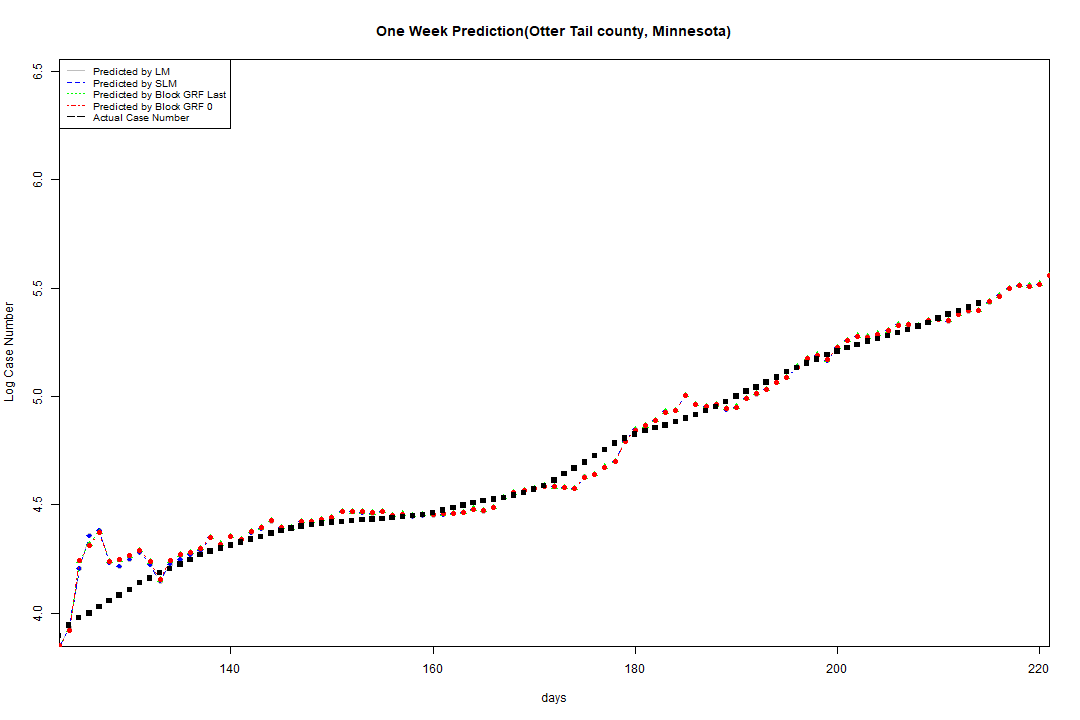 One Week Prediction(Otter Tail county, Minnesota)
6.5
6.0
5.5
5.0
4.5
4.0
Log Case Number
Predicted by LM
Predicted by SLM
Predicted by Block GRF Last
Predicted by Block GRF 0
Actual Case Number
140
160
180
200
220
days